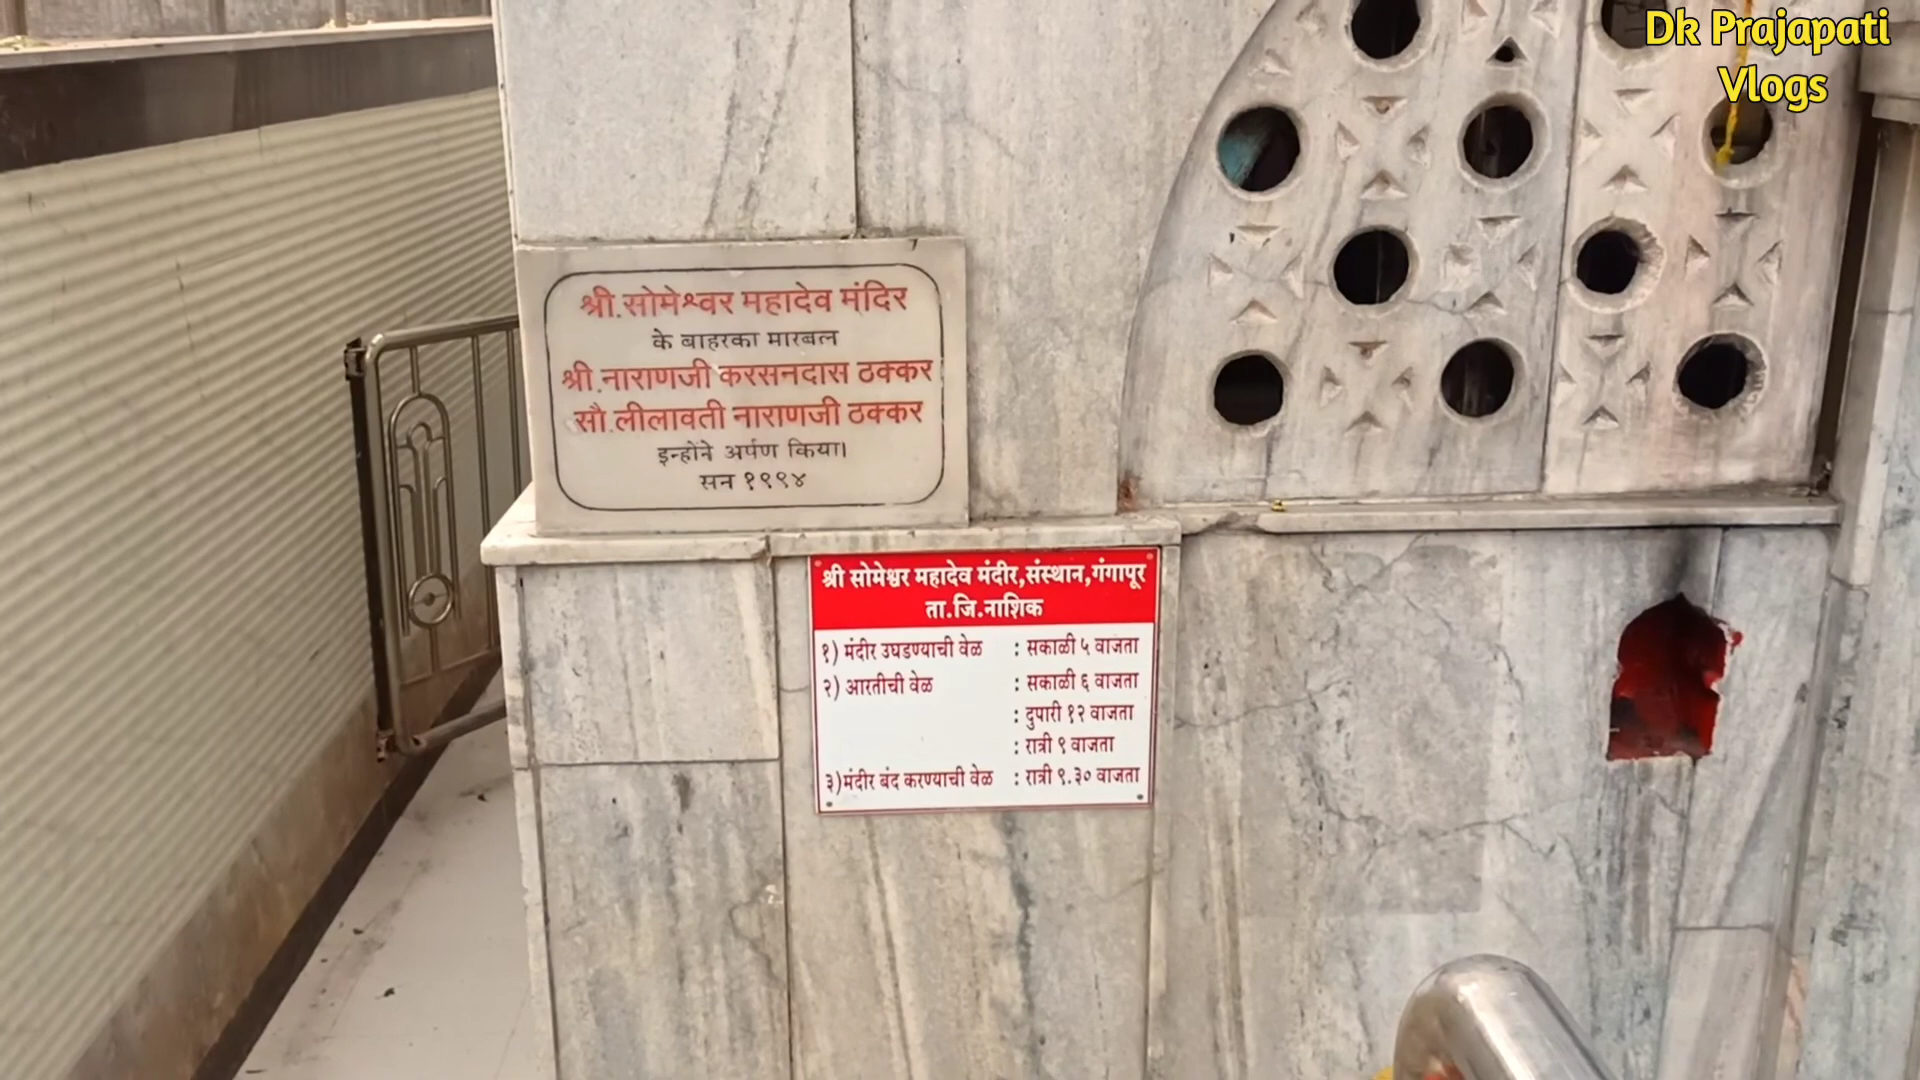 Dk Prajapati
Vlogs
श्री.सोमेश्वर महादेव मंदिर
के बाहरका मारबल
श्री.नाराणजी करसनदास ठक्कर
सौ.लीलावती नाराणजी ठक्कर
इन्होंने अर्पण किया।
सन १९९४
श्री सोमेश्वर महादेव मंदीर,संस्थान,गंगापूर
ता.जि.नाशिक
१) मंदीर उघडण्याची वेळ : सकाळी ५ वाजता
२) आरतीची वेळ : सकाळी ६ वाजता
: दुपारी १२ वाजता
: रात्री ९ वाजता
३)मंदीर बंद करण्याची वेळ : रात्री ९.३० वाजता